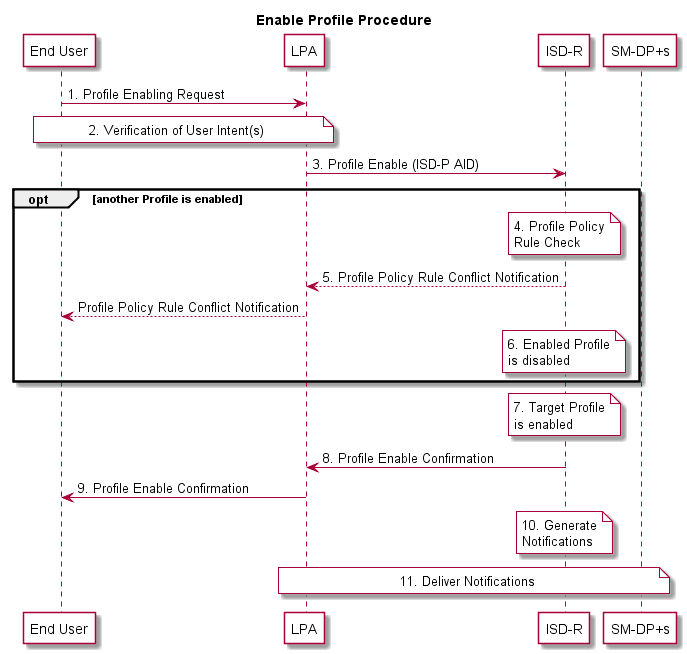 Enable Profile Procedure
End User
LPA
ISD-R
SM-DP+s
1. Profile Enabling Request
2. Verification of User Intent(s)
3. Profile Enable (ISD-P AID)
opt
[another Profile is enabled]
4. Profile Policy
Rule Check
5. Profile Policy Rule Conflict Notification
Profile Policy Rule Conflict Notification
6. Enabled Profile
is disabled
7. Target Profile
is enabled
8. Profile Enable Confirmation
9. Profile Enable Confirmation
10. Generate
Notifications
11. Deliver Notifications
End User
LPA
ISD-R
SM-DP+s